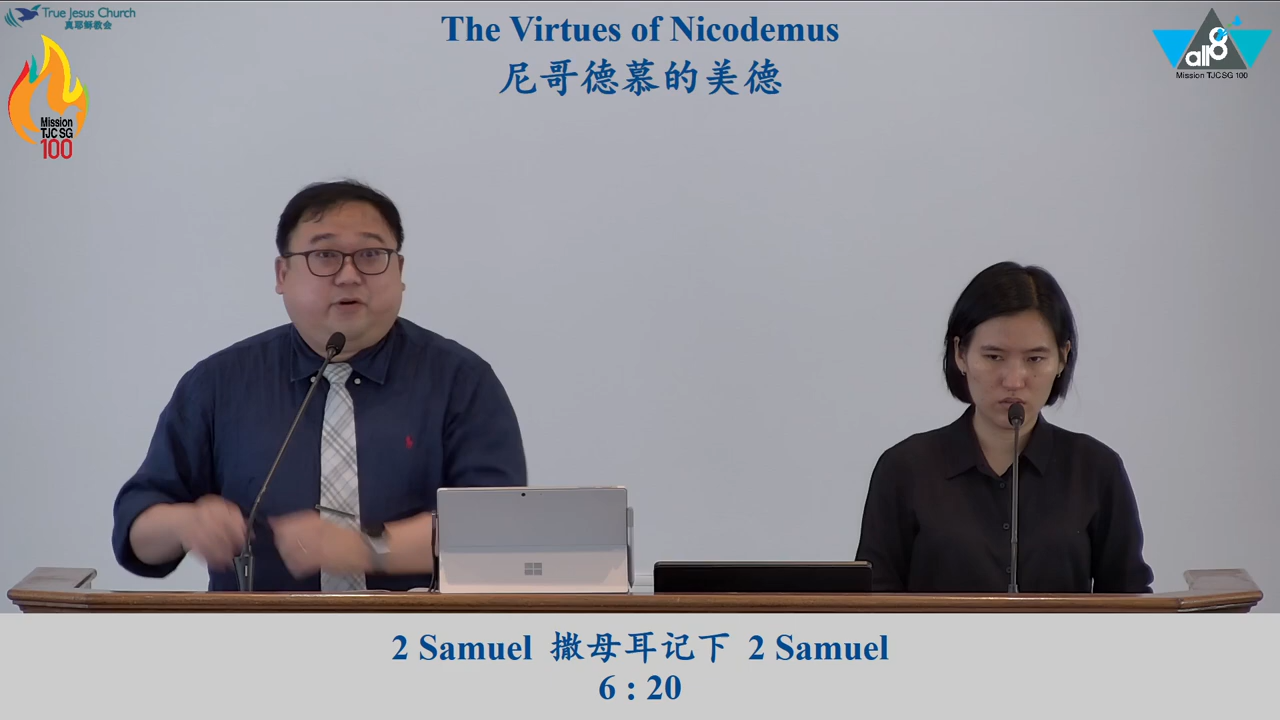 True Jesus Church
真耶稣教会
The Virtues of Nicodemus
尼哥德慕的美德
Mission
TJC SG
100
all8
Mission TJCSG 100
2 Samuel 撒母耳记下 2 Samuel
6 : 20